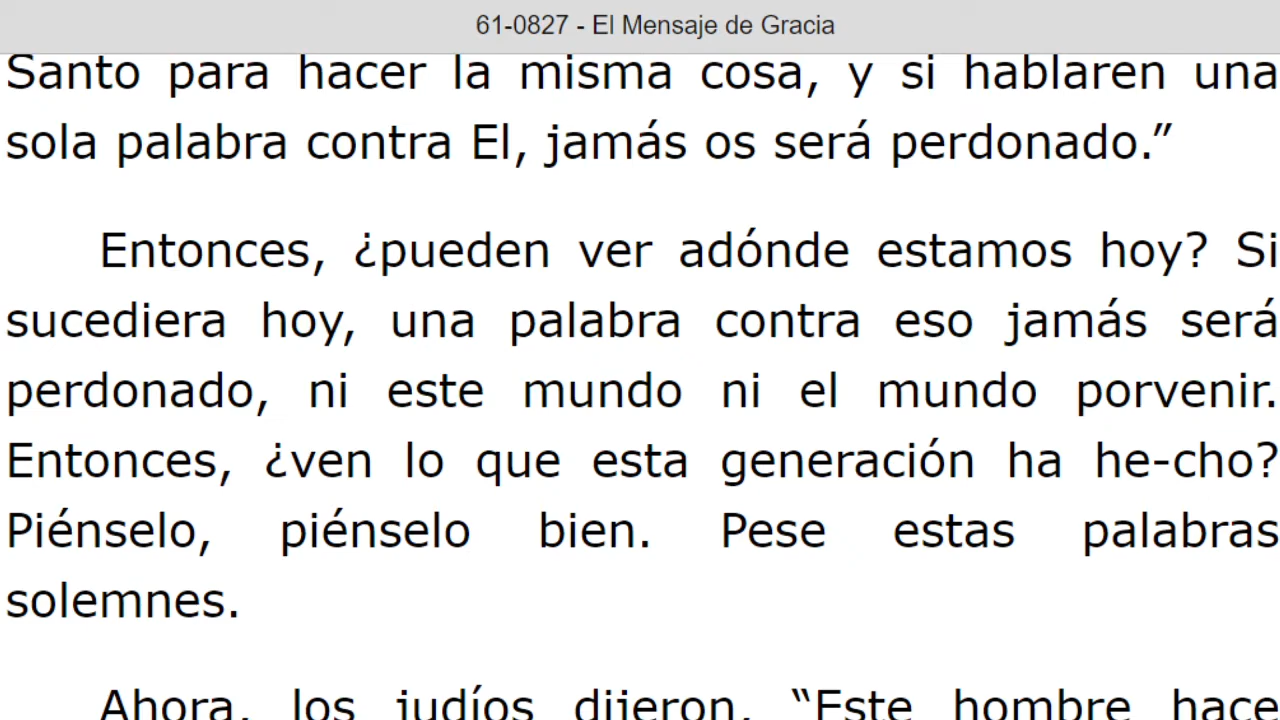 61-0827 - El Mensaje de Gracia
Santo para hacer la misma cosa, y si hablaren una
sola palabra contra El, jamás os será perdonado.”
Entonces, ¿pueden ver adónde estamos hoy? Si
sucediera hoy, una palabra contra eso jamás será
perdonado, ni este mundo ni el mundo porvenir.
Entonces, ¿ven lo que esta generación ha he-cho?
Piénselo, piénselo bien. Pese estas palabras
solemnes.
Ahora, los judíos dijeron, “Este hombre hace